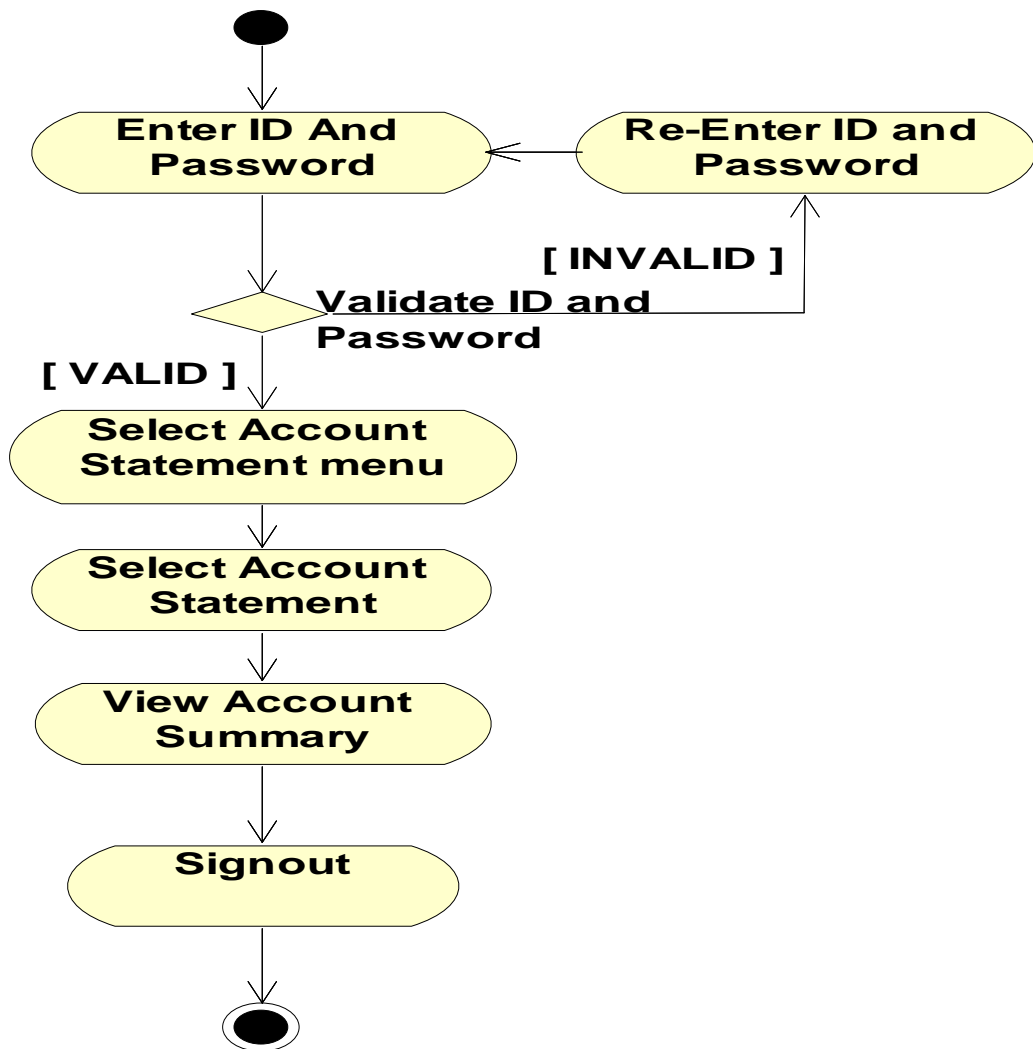 Enter ID And
Password
Re-Enter ID and
Password
[ INVALID ]
Validate ID and
Password
[ VALID ]
Select Account
Statement menu
Select Account
Statement
View Account
Summary
Signout